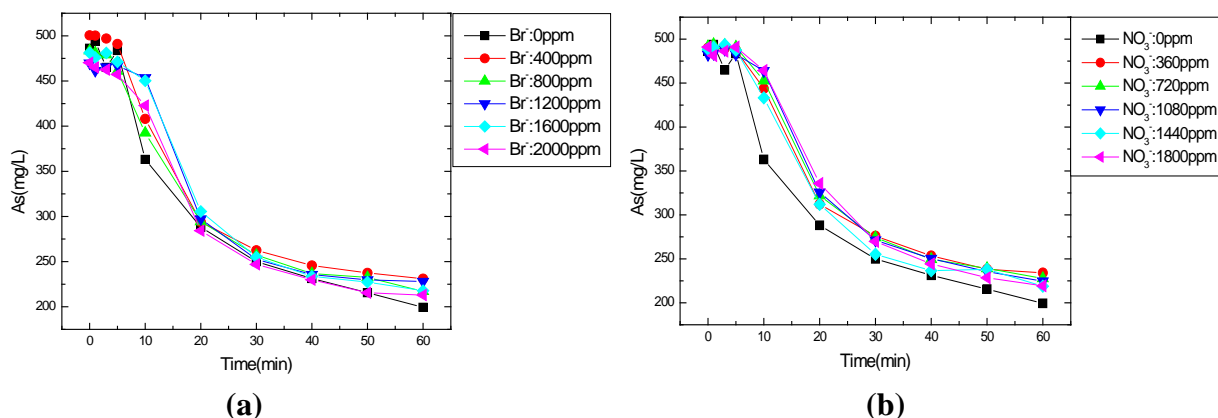 As(mg/L)
500
450
400
350
300
250
200
0 10 20 30 40 50 60
Time(min)
Br⁻:0ppm
Br⁻:400ppm
Br⁻:800ppm
Br⁻:1200ppm
Br⁻:1600ppm
Br⁻:2000ppm
(a)
As(mg/L)
500
450
400
350
300
250
200
0 10 20 30 40 50 60
Time(min)
NO₃⁻:0ppm
NO₃⁻:360ppm
NO₃⁻:720ppm
NO₃⁻:1080ppm
NO₃⁻:1440ppm
NO₃⁻:1800ppm
(b)